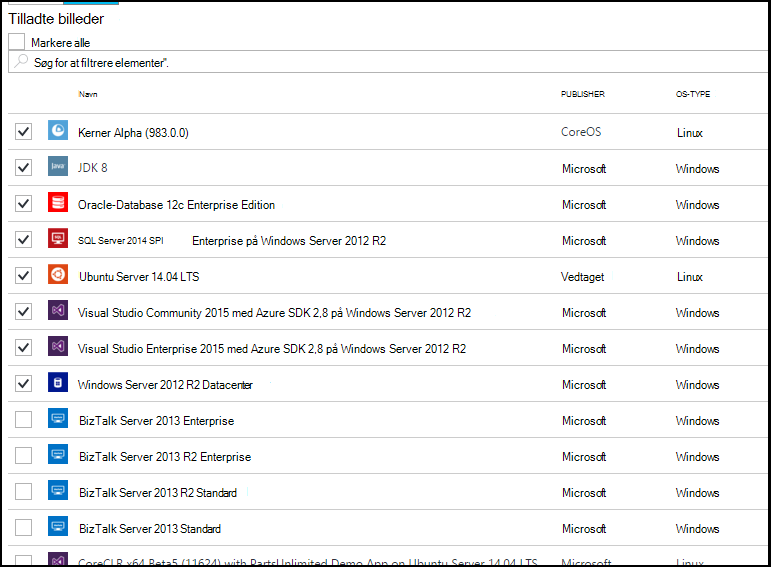 Tilladte billeder
Markere alle
Søg for at filtrere elementer".
Navn PUBLISHER OS-TYPE
Kerner Alpha (983.0.0) CoreOS Linux
Java JDK 8 Microsoft Windows
Oracle-Database 12c Enterprise Edition Microsoft Windows
SQL Server 2014 SPI Enterprise på Windows Server 2012 R2 Microsoft Windows
Ubuntu Server 14.04 LTS Vedtaget Linux
Visual Studio Community 2015 med Azure SDK 2,8 på Windows Server 2012 R2 Microsoft Windows
Visual Studio Enterprise 2015 med Azure SDK 2,8 på Windows Server 2012 R2 Microsoft Windows
Windows Server 2012 R2 Datacenter Microsoft Windows
BizTalk Server 2013 Enterprise Microsoft Windows
BizTalk Server 2013 R2 Enterprise Microsoft Windows
BizTalk Server 2013 R2 Standard Microsoft Windows
BizTalk Server 2013 Standard Microsoft Windows
CoreCLR x64 Beta5 (11624) with PartsUnlimited Demo App on Ubuntu Server 14.04 LTS Microsoft Linux